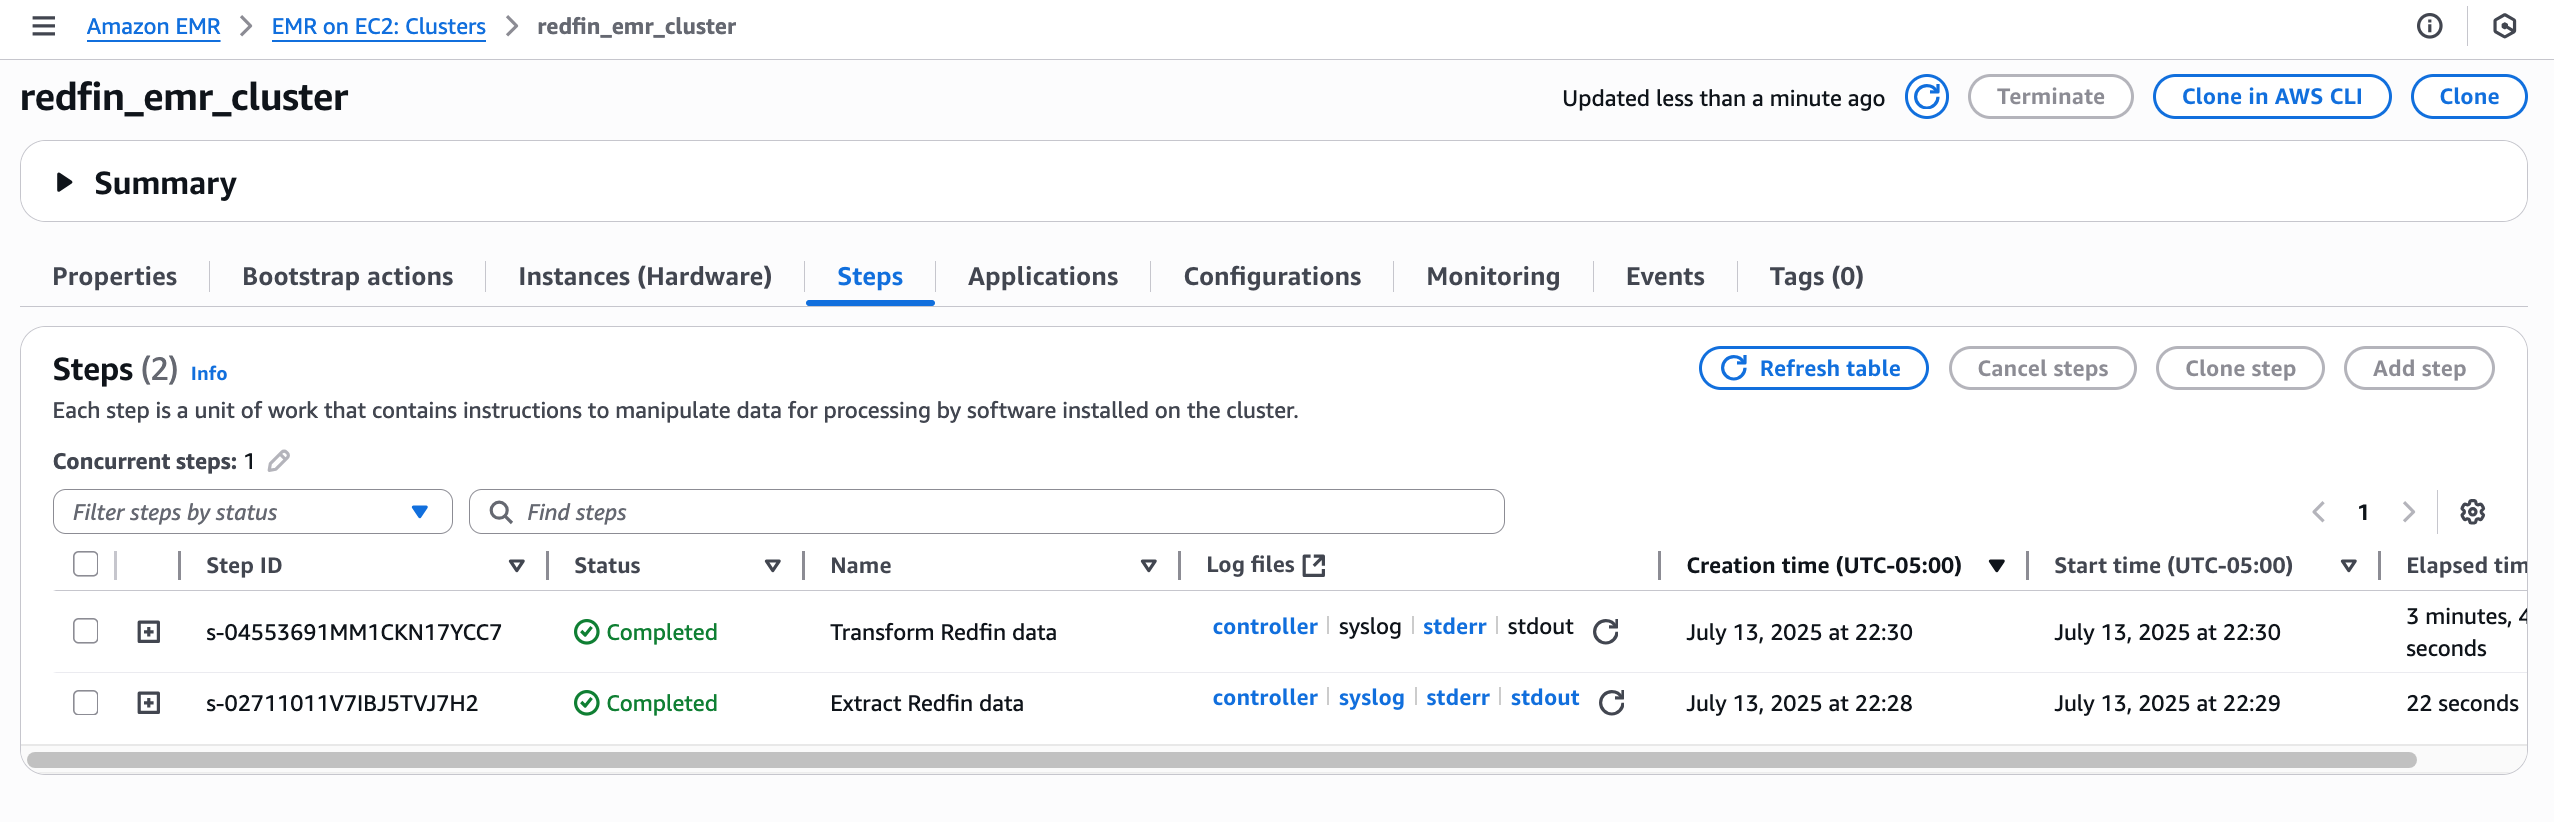 Amazon EMR > EMR on EC2: Clusters > redfin_emr_cluster
redfin_emr_cluster
Updated less than a minute ago Terminate Clone in AWS CLI Clone
Summary
Properties Bootstrap actions Instances (Hardware) Steps Applications Configurations Monitoring Events Tags (0)
Steps (2) Info Refresh table Cancel steps Clone step Add step
Each step is a unit of work that contains instructions to manipulate data for processing by software installed on the cluster.
Concurrent steps: 1
Filter steps by status Find steps 1
Step ID Status Name Log files Creation time (UTC-05:00) Start time (UTC-05:00) Elapsed
s-04553691MM1CKN17YCC7 Completed Transform Redfin data controller syslog stderr stdout July 13, 2025 at 22:30 July 13, 2025 at 22:30 3 minutes,
seconds
s-02711011V7IBJ5TVJ7H2 Completed Extract Redfin data controller syslog stderr stdout July 13, 2025 at 22:28 July 13, 2025 at 22:29 22 seconds